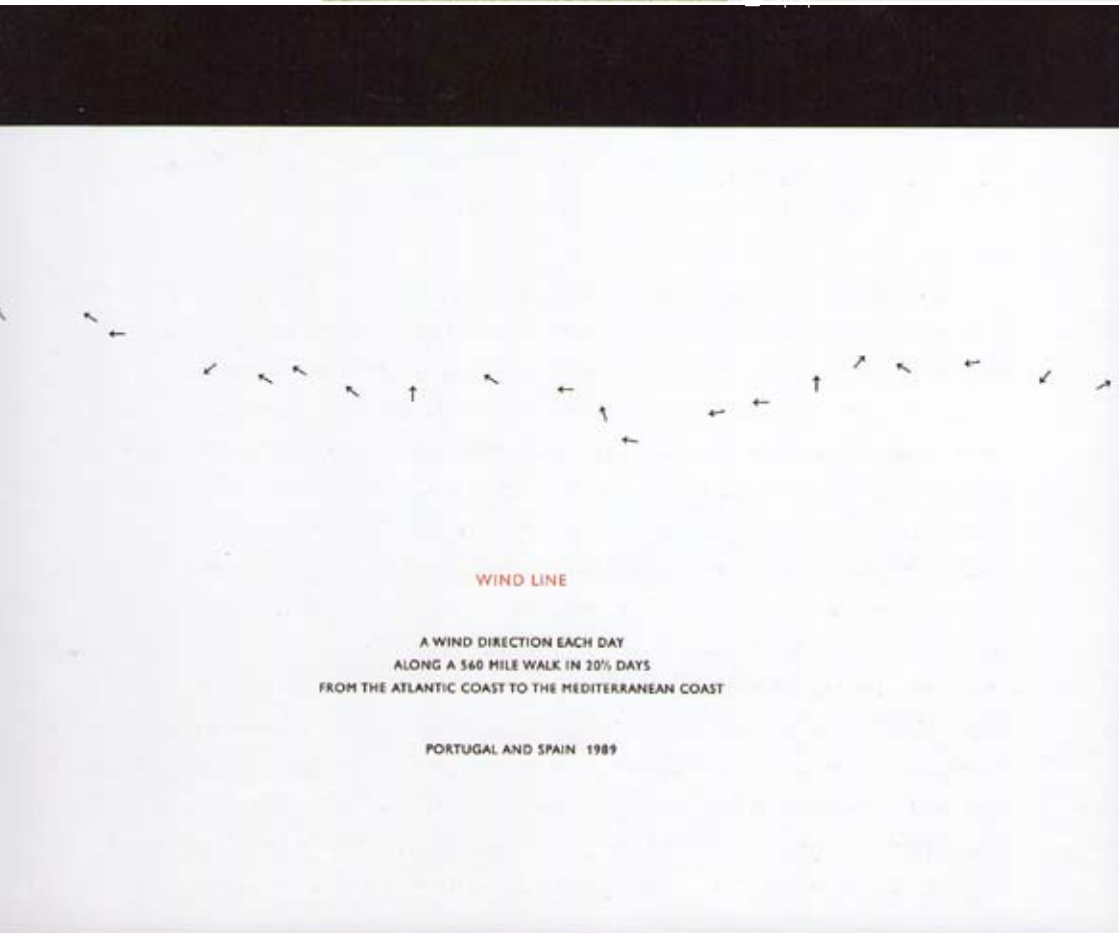 WIND LINE
A WIND DIRECTION EACH DAY
ALONG A 560 MILE WALK IN 20½ DAYS
FROM THE ATLANTIC COAST TO THE MEDITERRANEAN COAST
PORTUGAL AND SPAIN 1989